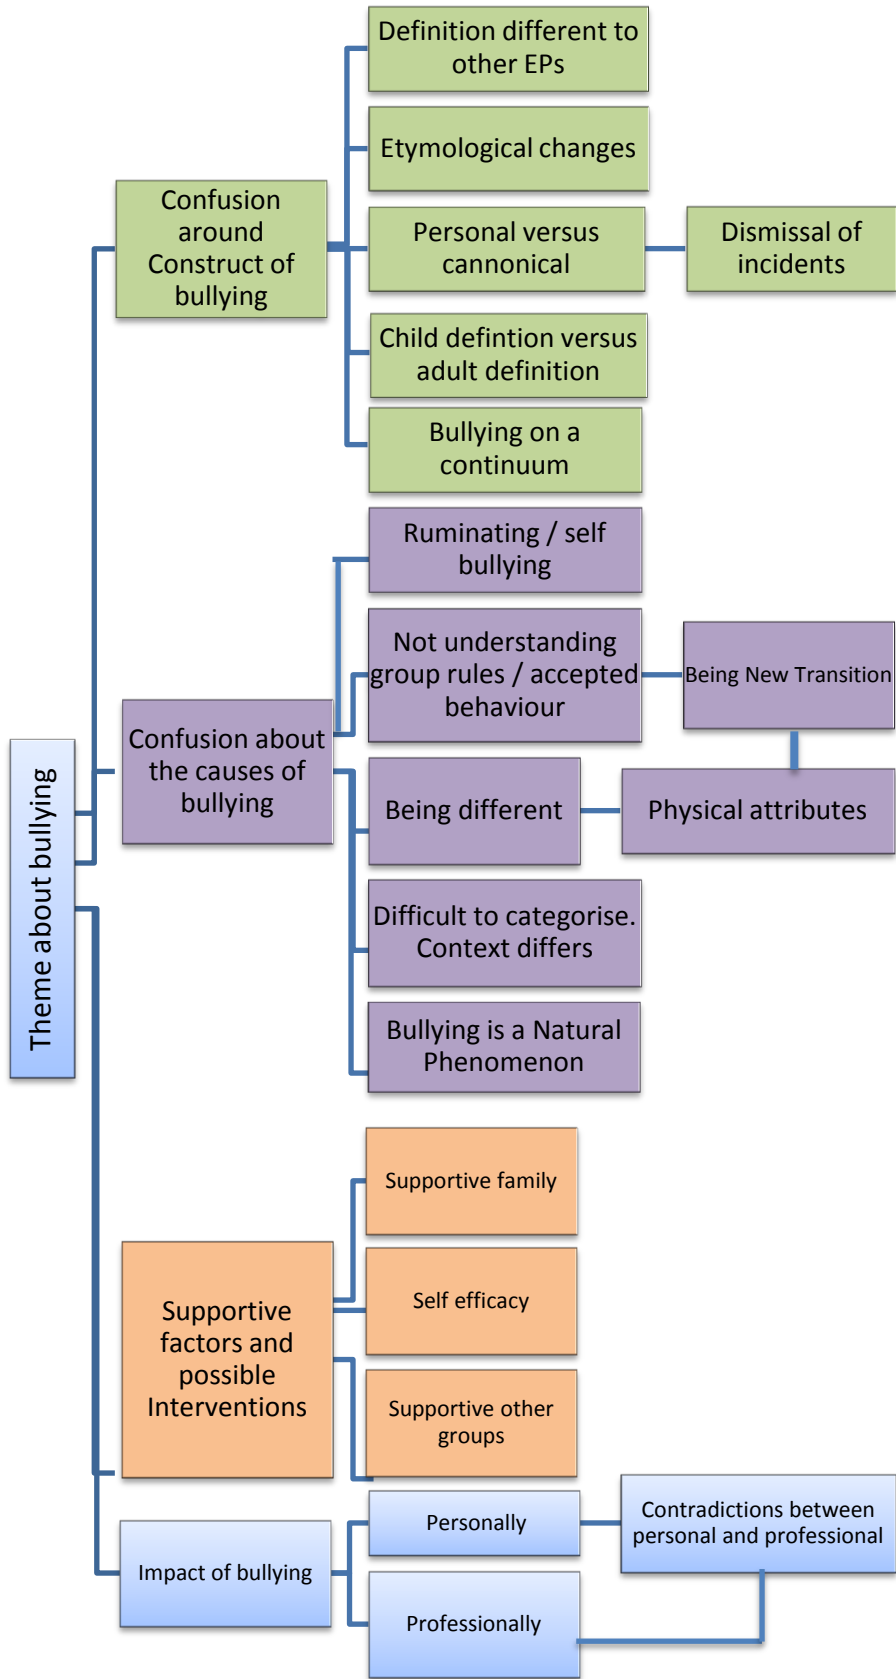 Theme about bullying
Confusion
around
Construct of
bullying
Definition different to
other EPs
Etymological changes
Personal versus
cannonical
Dismissal of
incidents
Child defintion versus
adult definition
Bullying on a
continuum
Confusion about
the causes of
bullying
Ruminating / self
bullying
Not understanding
group rules / accepted
behaviour
Being New Transition
Being different
Physical attributes
Difficult to categorise.
Context differs
Bullying is a Natural
Phenomenon
Supportive
factors and
possible
Interventions
Supportive family
Self efficacy
Supportive other
groups
Impact of bullying
Personally
Contradictions between
personal and professional
Professionally